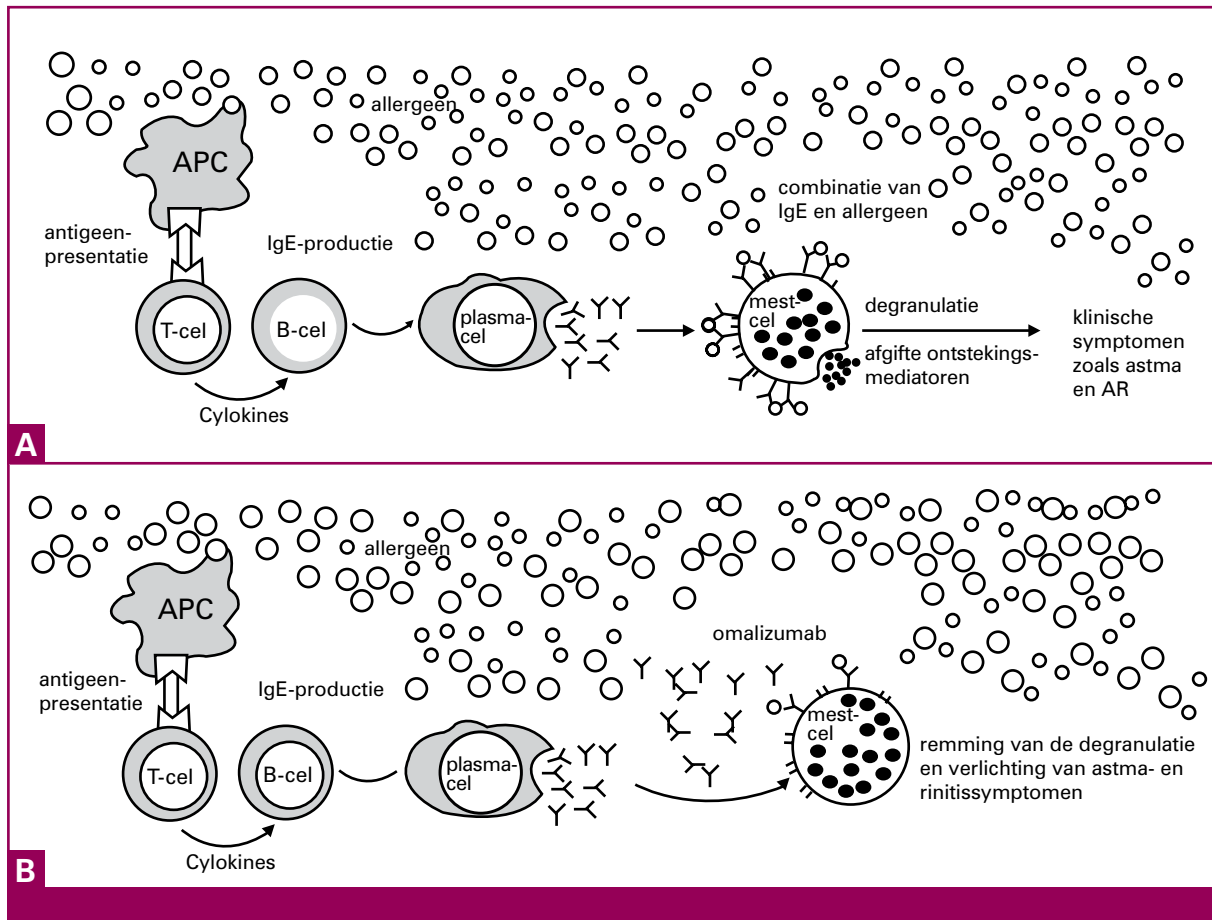 allergeen
APC
combinatie van
IgE en allergeen
antigeen-
presentatie
IgE-productie
T-cel
B-cel
plasma-
cel
mest-
cel
degranulatie
afgifte ontstekings-
mediatoren
klinische
symptomen
zoals astma
en AR
Cylokines
A
allergeen
APC
omalizumab
antigeen-
presentatie
IgE-productie
T-cel
B-cel
plasma-
cel
mest-
cel
remming van de degranulatie
en verlichting van astma- en
rinitissymptomen
Cylokines
B